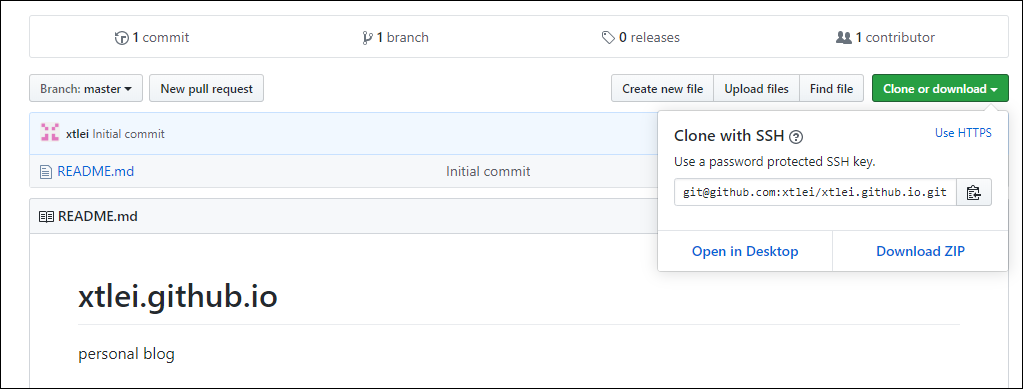 1 commit 1 branch 0 releases 1 contributor
Branch: master New pull request Create new file Upload files Find file Clone or download
xtlei Initial commit
README.md Initial commit
Clone with SSH ? Use HTTPS
Use a password protected SSH key.
git@github.com:xtlei/xtlei.github.io.git
Open in Desktop Download ZIP
README.md
xtlei.github.io
personal blog